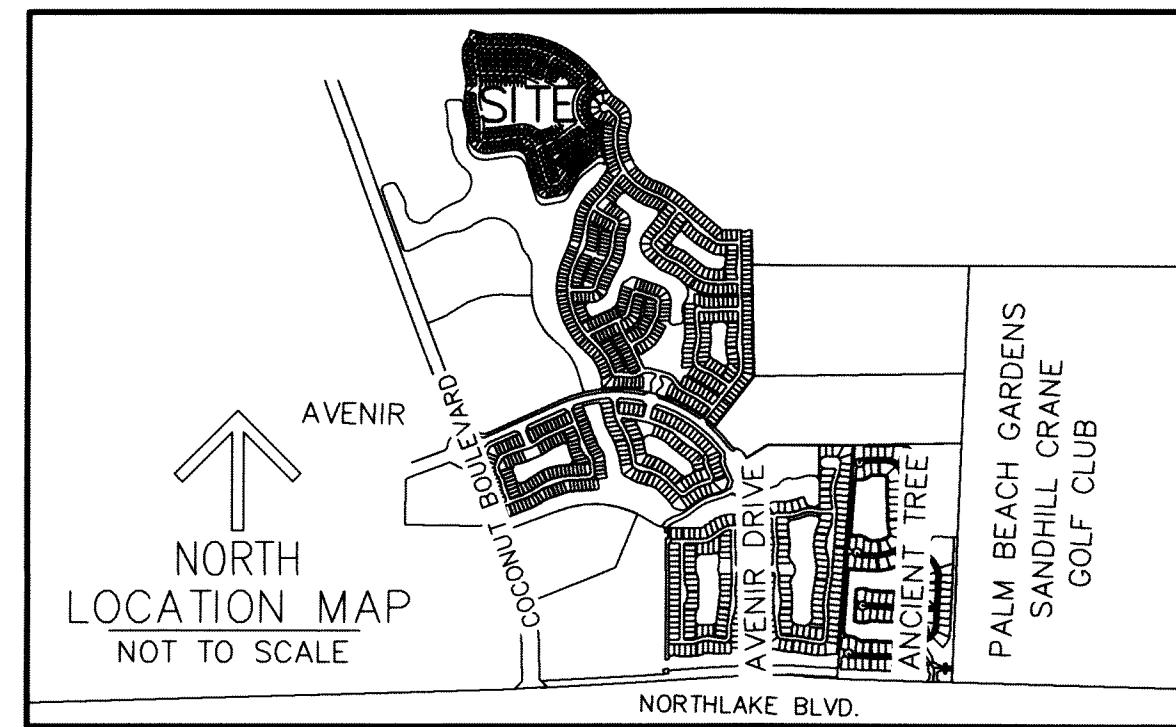 SITE
AVENIR
COCONUT BOULEVARD
NORTH
LOCATION MAP
NOT TO SCALE
AVENIR DRIVE
ANCIENT TREE
PALM BEACH GARDENS
SANDHILL CRANE
GOLF CLUB
NORTHLAKE BLVD.